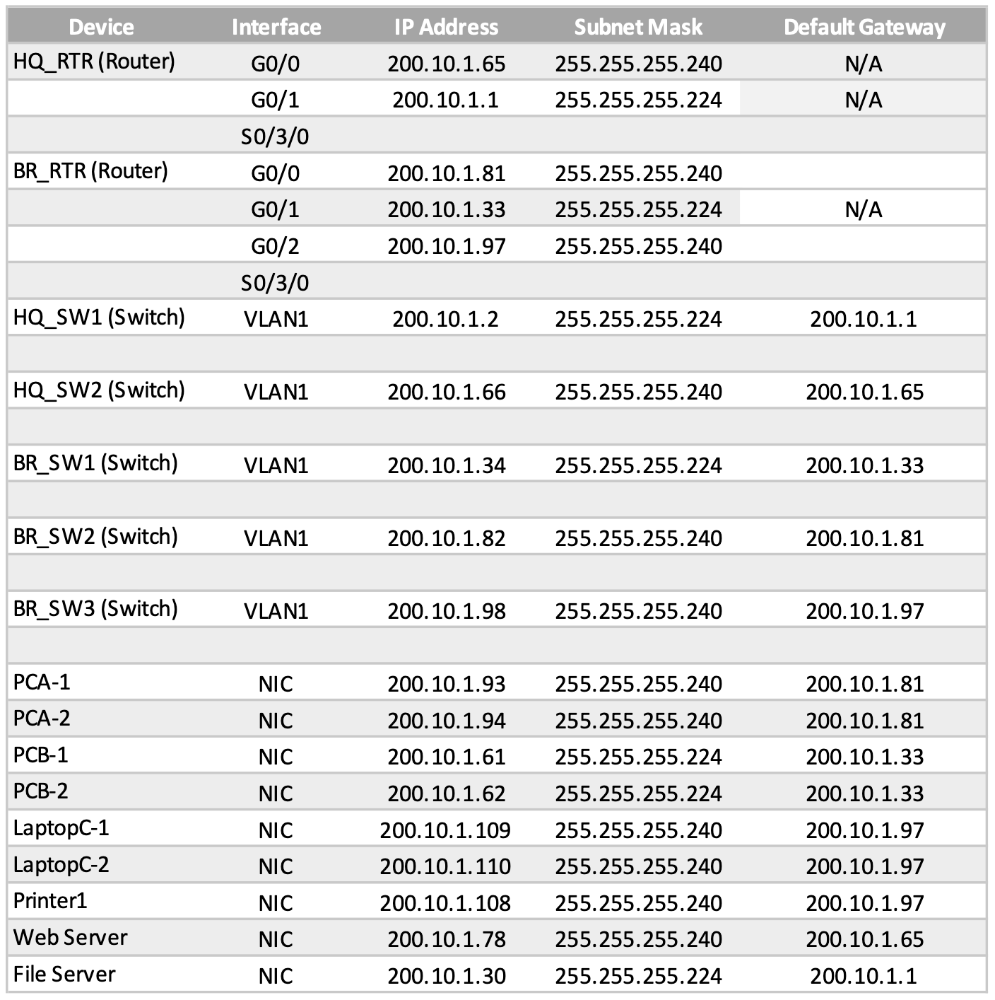 Device Interface IP Address Subnet Mask Default Gateway
HQ_RTR (Router) G0/0 200.10.1.65 255.255.255.240 N/A
G0/1 200.10.1.1 255.255.255.224 N/A
S0/3/0
BR_RTR (Router) G0/0 200.10.1.81 255.255.255.240
G0/1 200.10.1.33 255.255.255.224 N/A
G0/2 200.10.1.97 255.255.255.240
S0/3/0
HQ_SW1 (Switch) VLAN1 200.10.1.2 255.255.255.224 200.10.1.1
HQ_SW2 (Switch) VLAN1 200.10.1.66 255.255.255.240 200.10.1.65
BR_SW1 (Switch) VLAN1 200.10.1.34 255.255.255.224 200.10.1.33
BR_SW2 (Switch) VLAN1 200.10.1.82 255.255.255.240 200.10.1.81
BR_SW3 (Switch) VLAN1 200.10.1.98 255.255.255.240 200.10.1.97
PCA-1 NIC 200.10.1.93 255.255.255.240 200.10.1.81
PCA-2 NIC 200.10.1.94 255.255.255.240 200.10.1.81
PCB-1 NIC 200.10.1.61 255.255.255.224 200.10.1.33
PCB-2 NIC 200.10.1.62 255.255.255.224 200.10.1.33
LaptopC-1 NIC 200.10.1.109 255.255.255.240 200.10.1.97
LaptopC-2 NIC 200.10.1.110 255.255.255.240 200.10.1.97
Printer1 NIC 200.10.1.108 255.255.255.240 200.10.1.97
Web Server NIC 200.10.1.78 255.255.255.240 200.10.1.65
File Server NIC 200.10.1.30 255.255.255.224 200.10.1.1